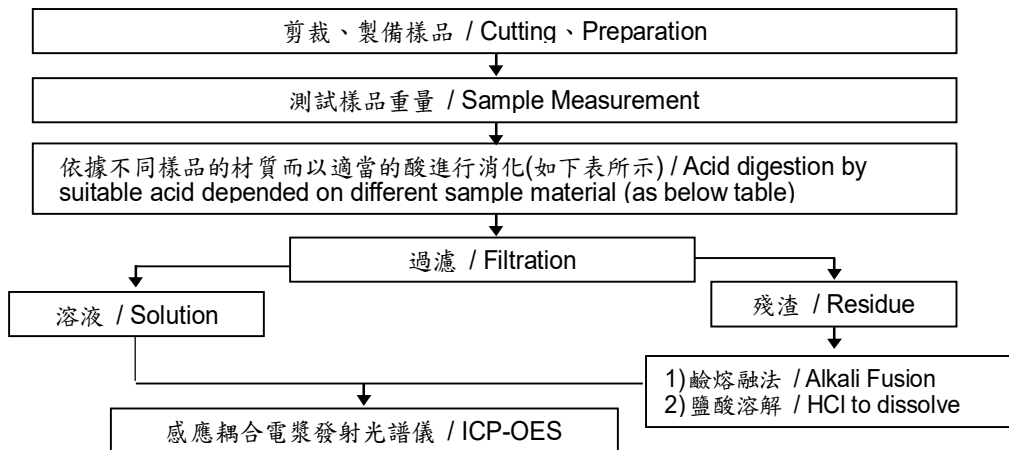 剪裁、製備樣品 / Cutting、Preparation
測試樣品重量 / Sample Measurement
依據不同樣品的材質而以適當的酸進行消化(如下表所示) / Acid digestion by
suitable acid depended on different sample material (as below table)
過濾 / Filtration
溶液 / Solution
殘渣 / Residue
1) 鹼熔融法 / Alkali Fusion
2) 鹽酸溶解 / HCl to dissolve
感應耦合電漿發射光譜儀 / ICP-OES